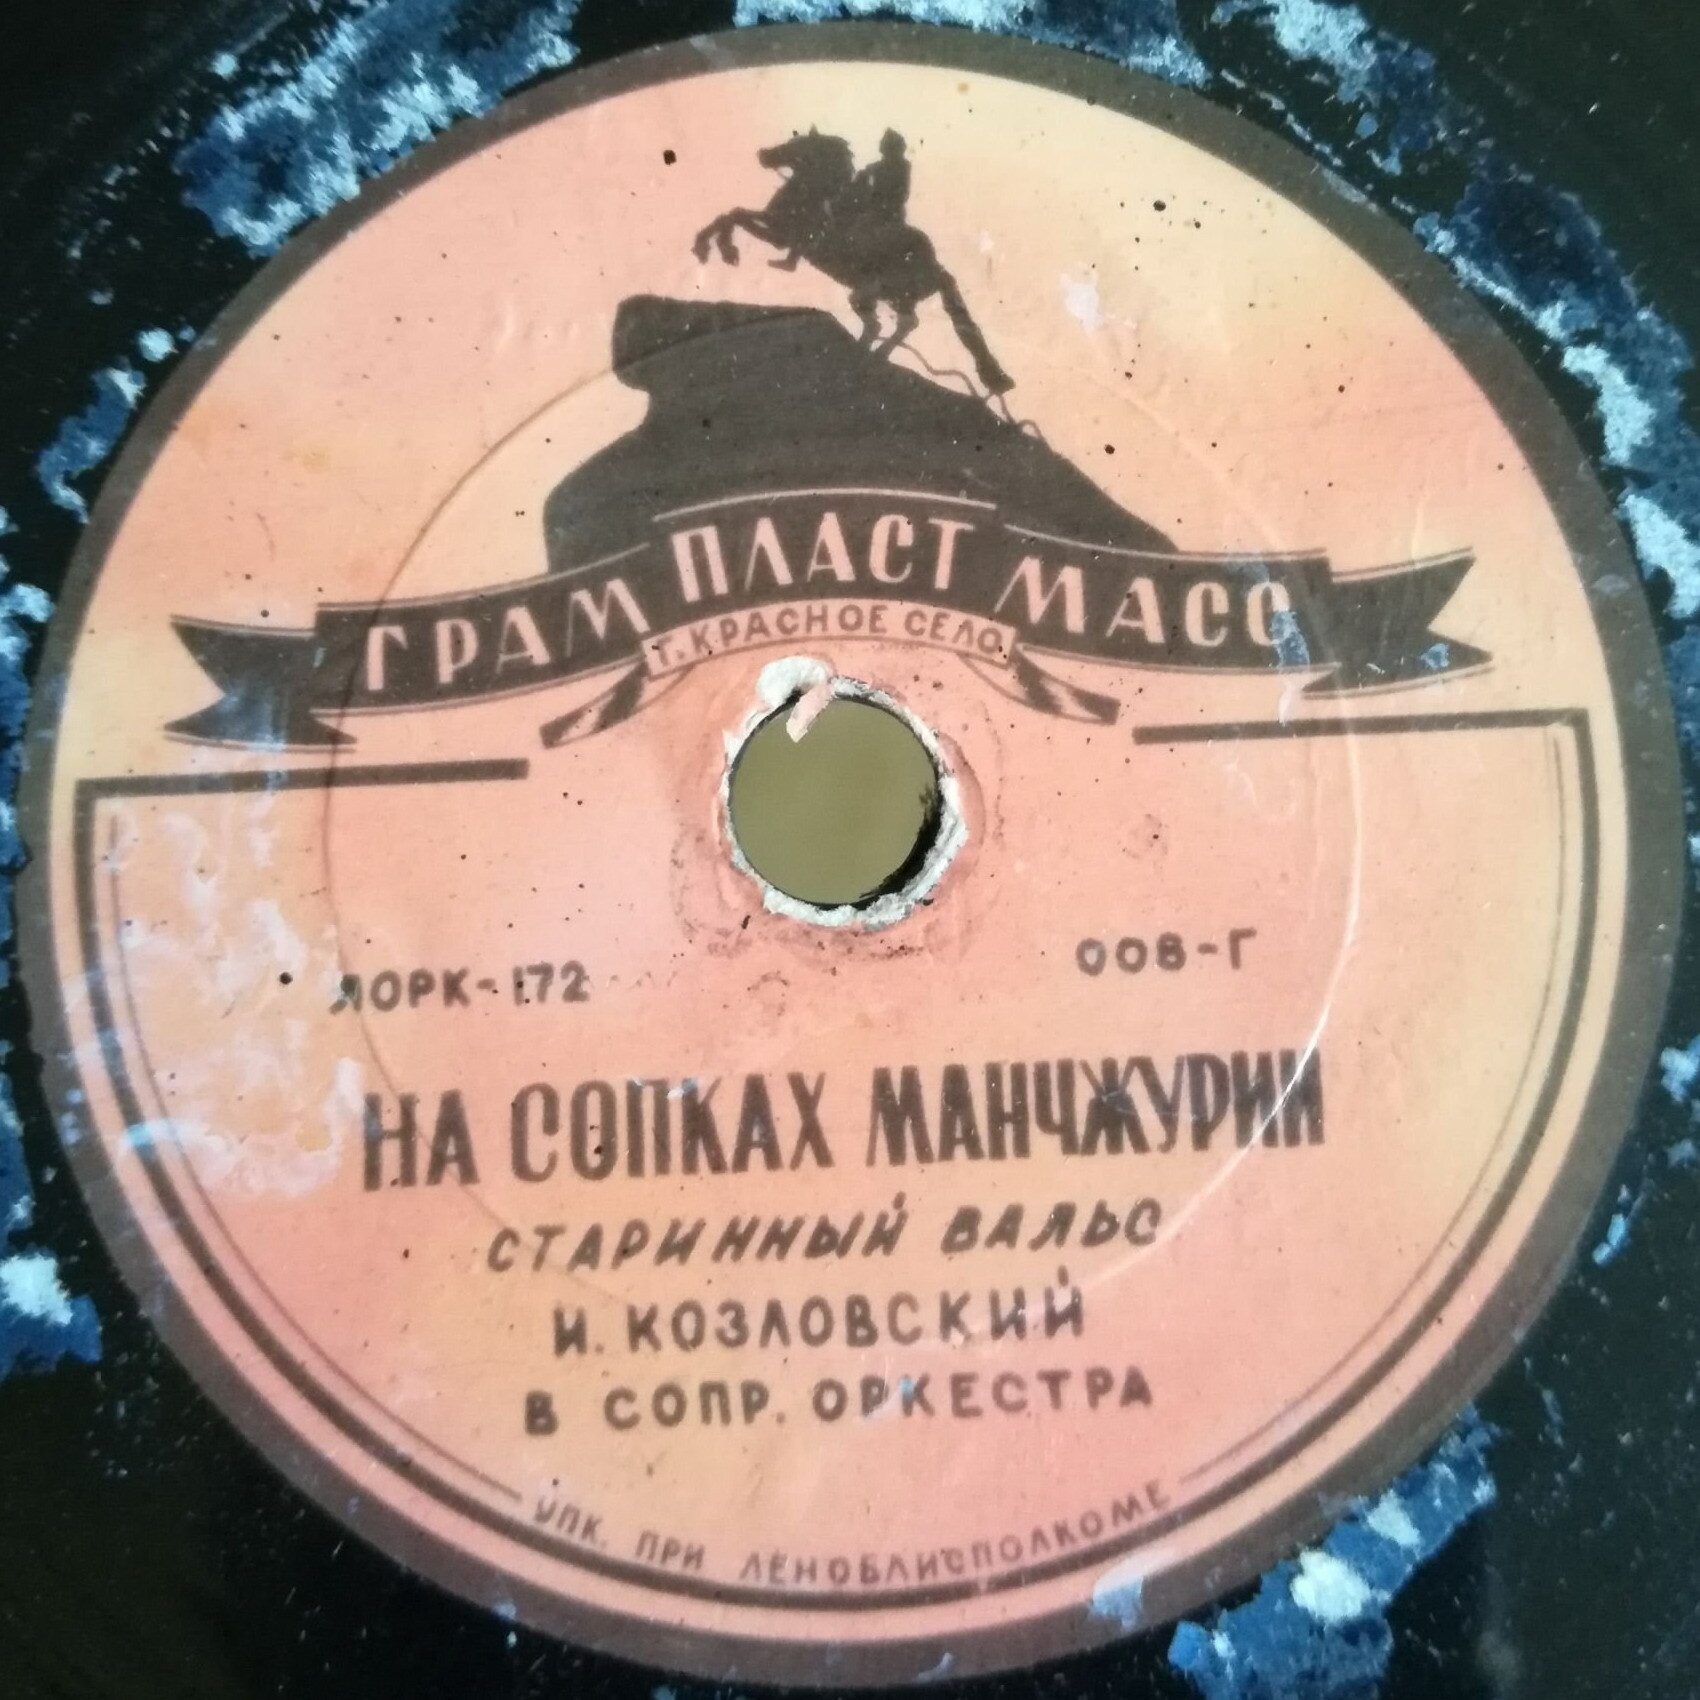 ГРАМ ПЛАСТ МАСС
Г. КРАСНОЕ СЕЛО
ЛОРК-172
008-Г
НА СОПКАХ МАНЧЖУРИИ
СТАРИННЫЙ ВАЛЬС
И. КОЗЛОВСКИЙ
В СОПР. ОРКЕСТРА
УПК. ПРИ ЛЕНОБЛИСПОЛКОМЕ